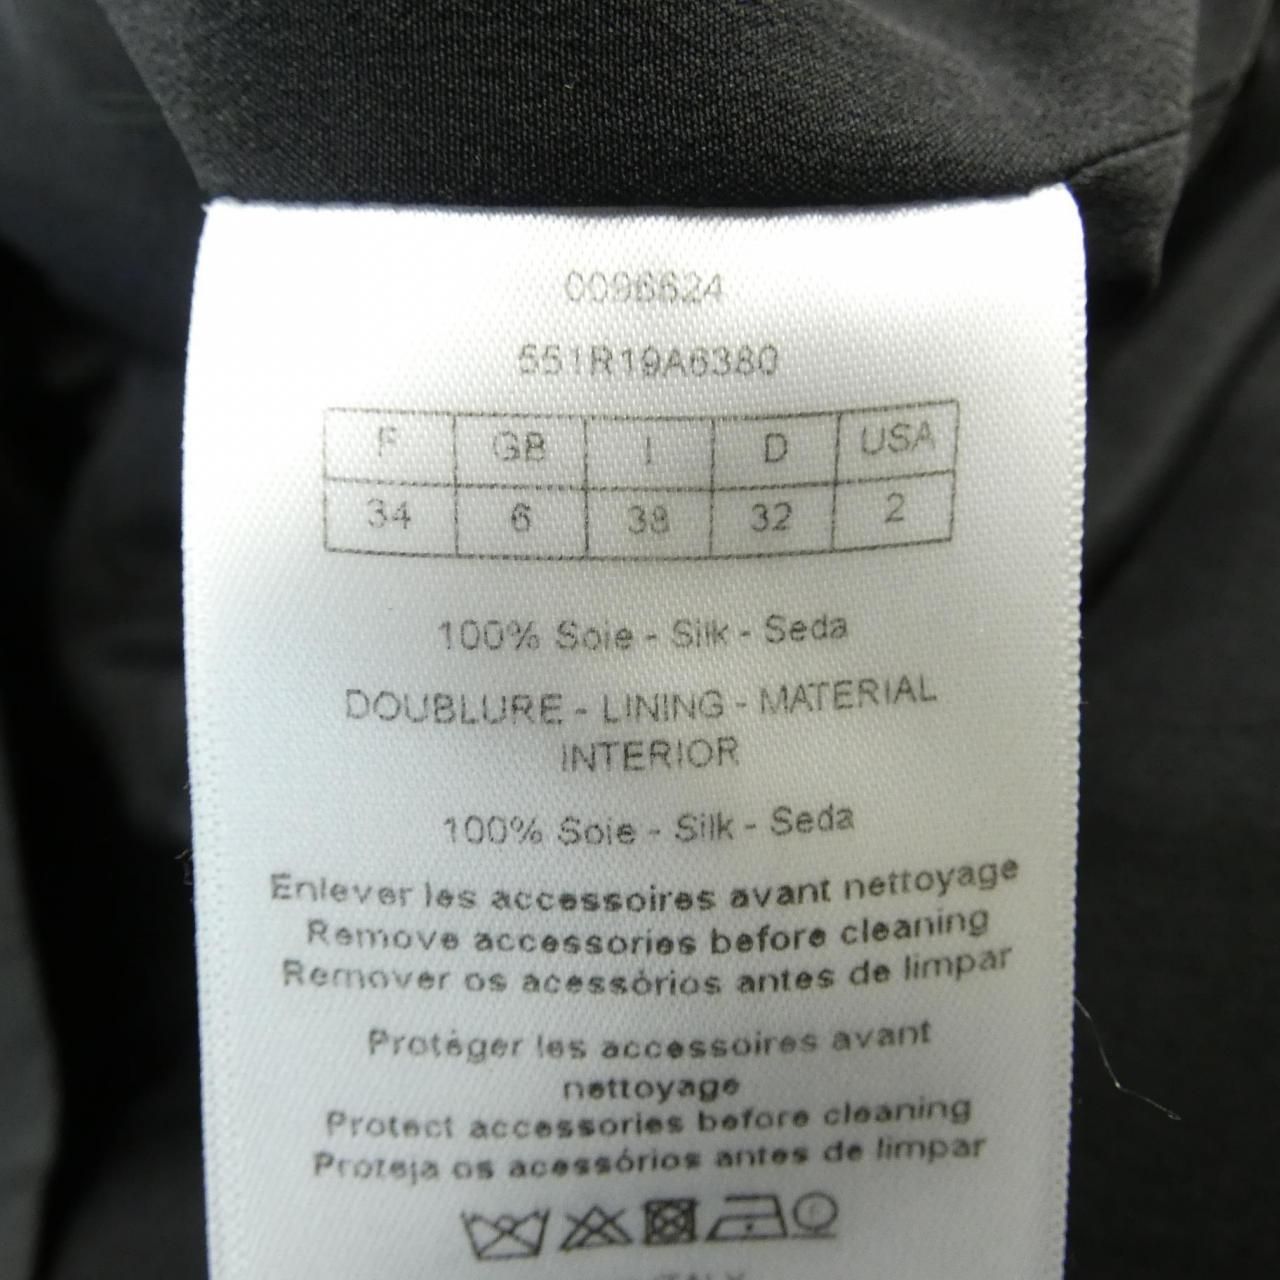 0096624
551R19A6380
F GB I D USA
34 6 38 32 2
100% Soie - Silk - Seda
DOUBLURE - LINING - MATERIAL
INTERIOR
100% Soie - Silk - Seda
Enlever les accessoires avant nettoyage
Remove accessories before cleaning
Remover os acessórios antes de limpar
Protéger les accessoires avant
nettoyage
Protect accessories before cleaning
Proteja os acessórios antes de limpar